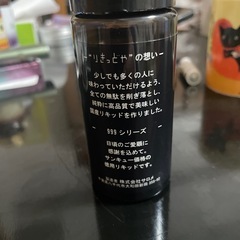 ー"りきっとや"の想いー
少しでも多くの人に
味わっていただけるよう、
全ての無駄を削ぎ落とし、
純粋に高品質で美味しい
国産リキッドを作りました。
999シリーズ
日頃のご愛顧に
感謝を込めて。
サンキュー価格の
電用リキッドです。